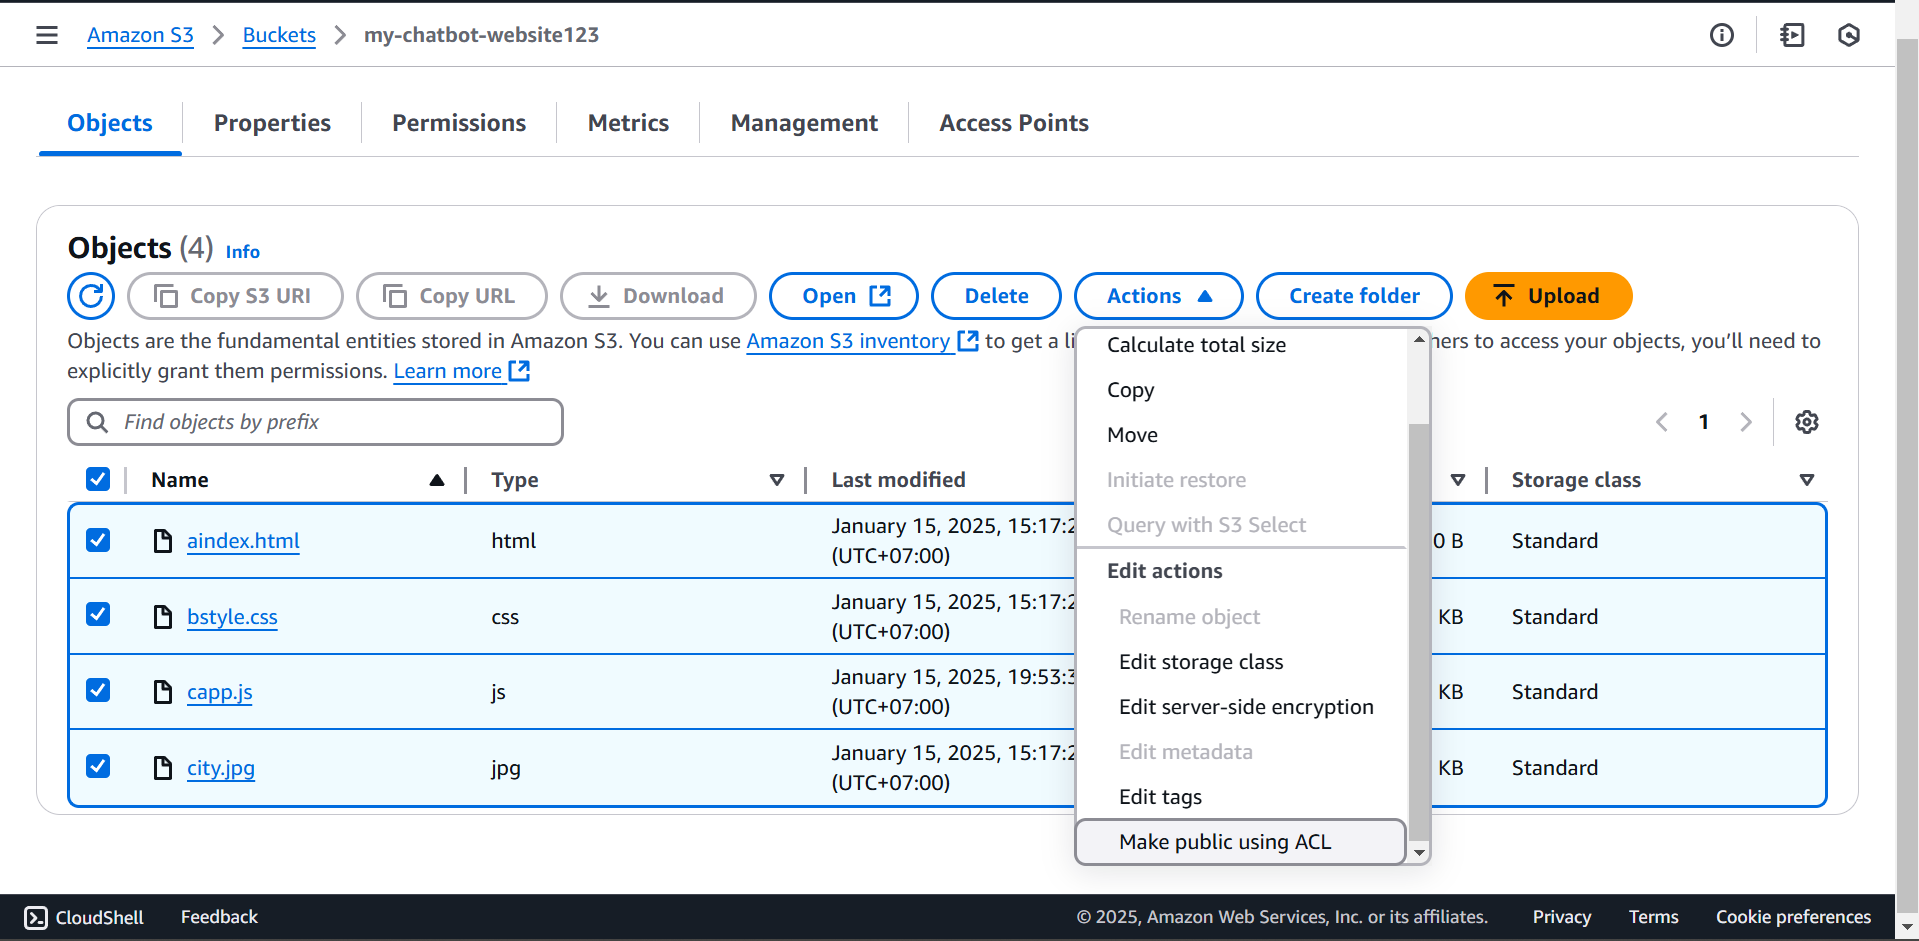 Amazon S3 > Buckets > my-chatbot-website123
Objects Properties Permissions Metrics Management Access Points
Objects (4) Info
Copy S3 URI Copy URL Download Open Delete Actions Create folder Upload
Objects are the fundamental entities stored in Amazon S3. You can use Amazon S3 inventory to get a li
to access your objects, you’ll need to
explicitly grant them permissions. Learn more
Find objects by prefix
1
Name Type Last modified Storage class
aindex.html html January 15, 2025, 15:17:2 0 B Standard
(UTC+07:00)
bstyle.css css January 15, 2025, 15:17:2 KB Standard
(UTC+07:00)
capp.js js January 15, 2025, 19:53:3 KB Standard
(UTC+07:00)
city.jpg jpg January 15, 2025, 15:17:2 KB Standard
(UTC+07:00)
Calculate total size
Copy
Move
Initiate restore
Query with S3 Select
Edit actions
Rename object
Edit storage class
Edit server-side encryption
Edit metadata
Edit tags
Make public using ACL
CloudShell Feedback © 2025, Amazon Web Services, Inc. or its affiliates. Privacy Terms Cookie preferences